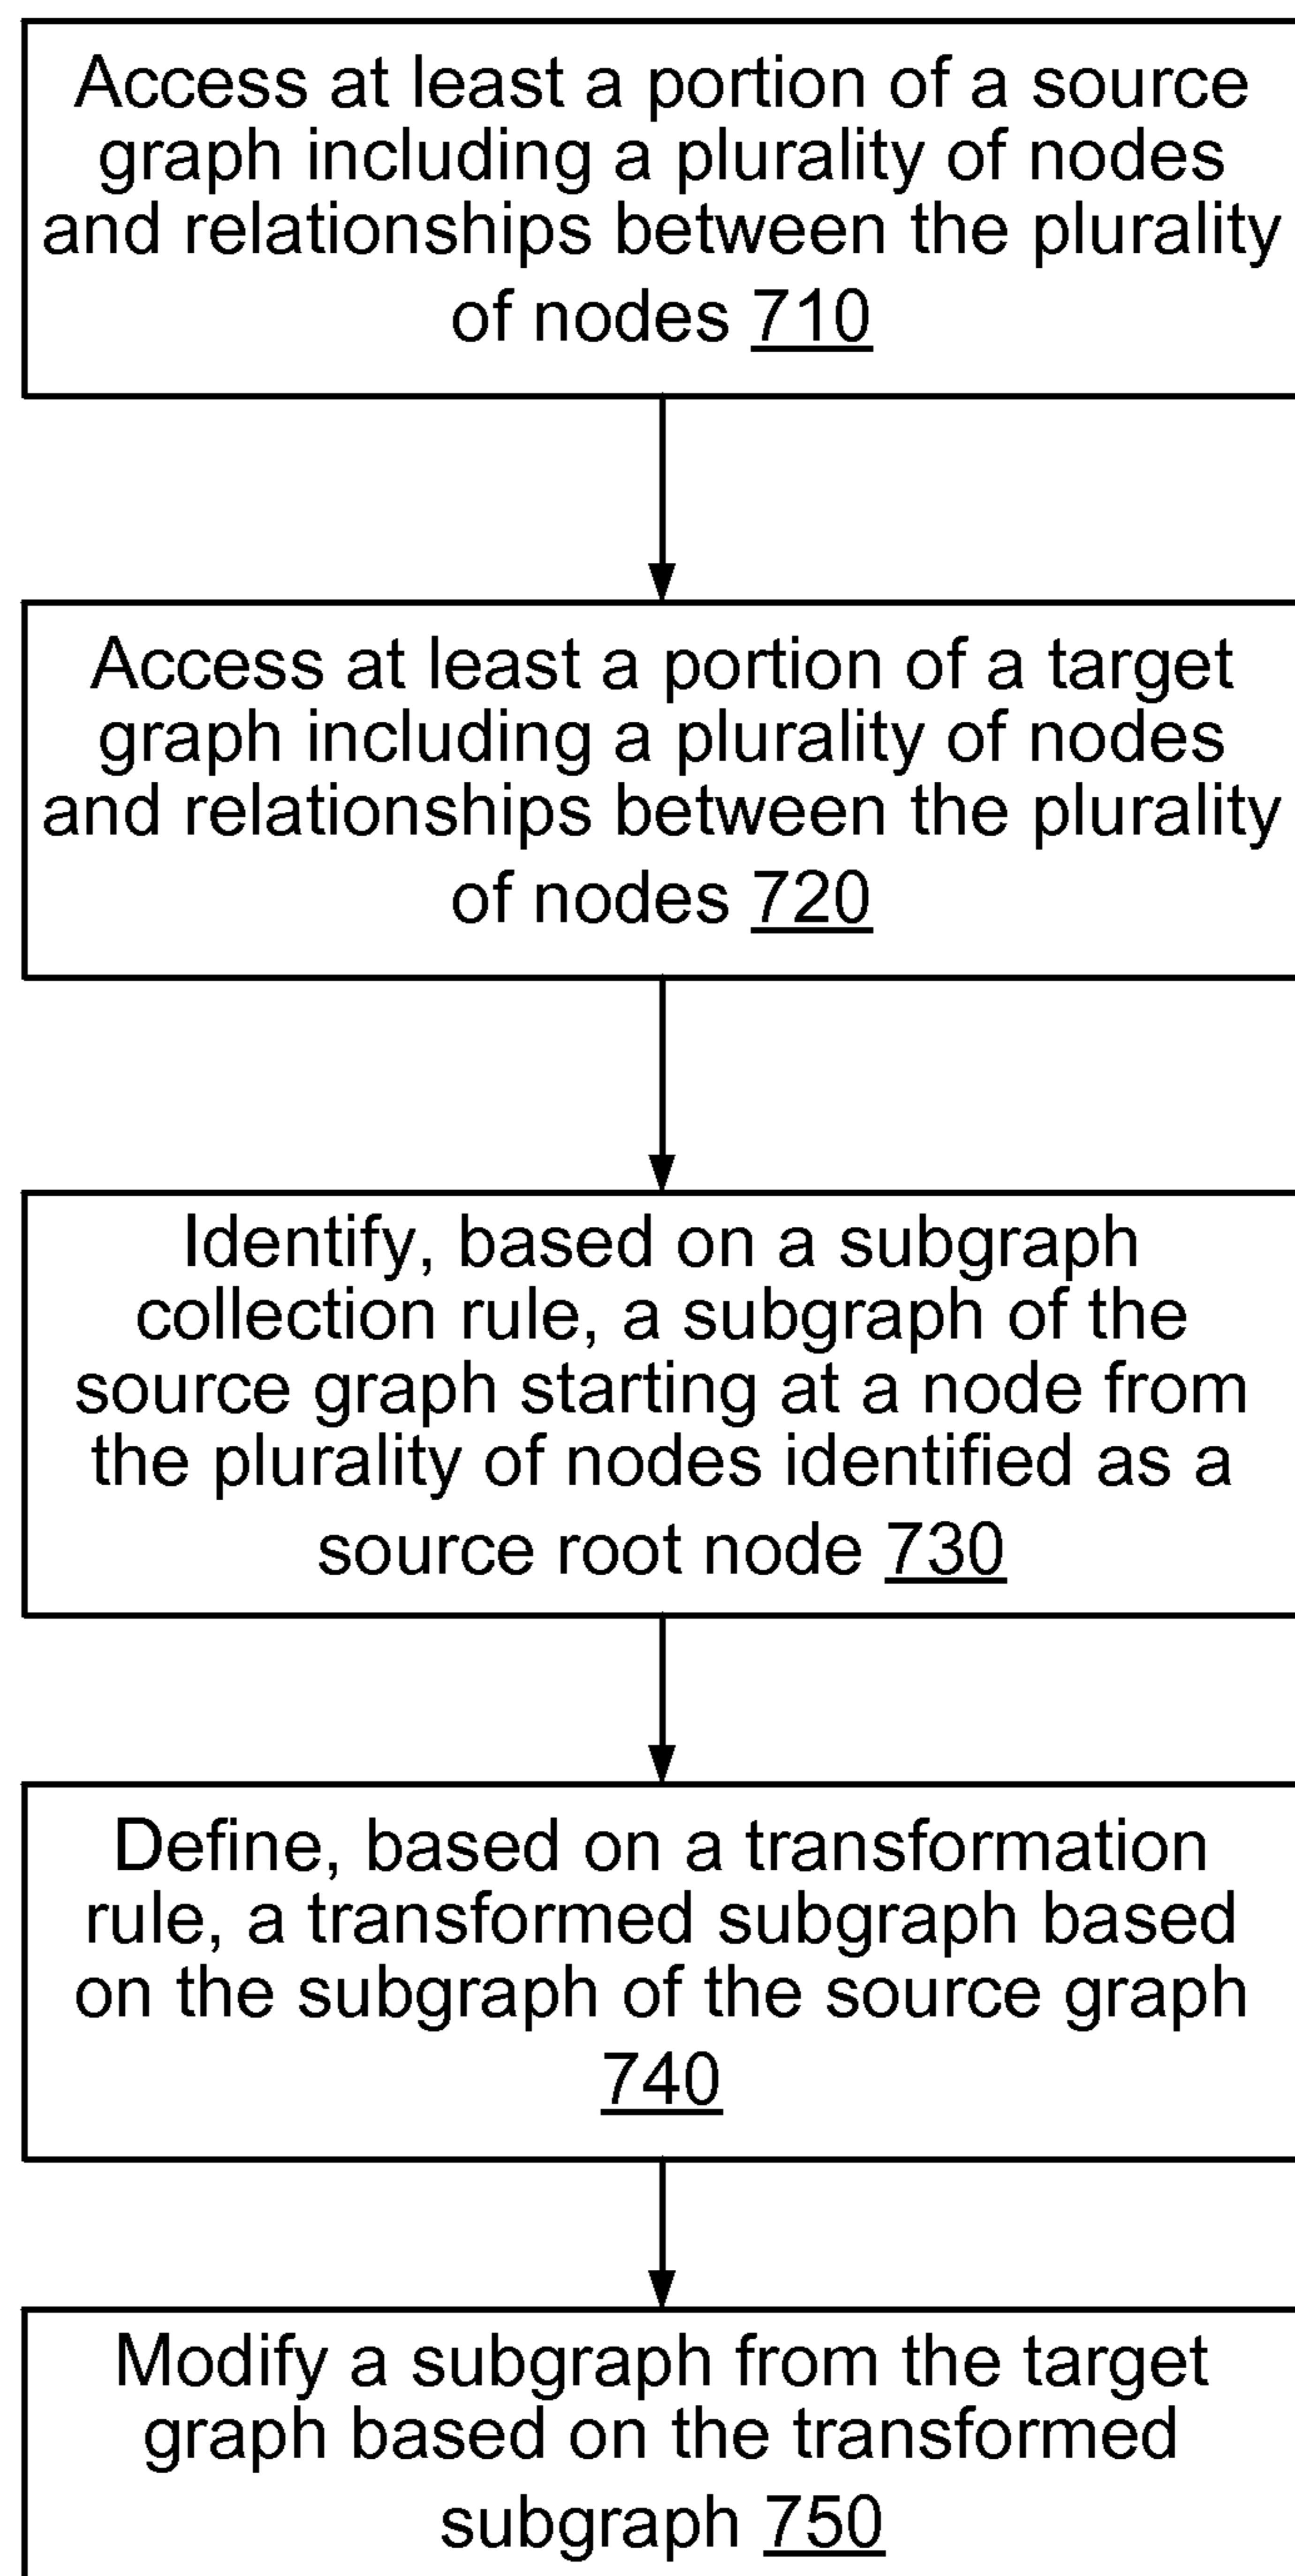 Access at least a portion of a source
graph including a plurality of nodes
and relationships between the plurality
of nodes 710
Access at least a portion of a target
graph including a plurality of nodes
and relationships between the plurality
of nodes 720
Identify, based on a subgraph
collection rule, a subgraph of the
source graph starting at a node from
the plurality of nodes identified as a
source root node 730
Define, based on a transformation
rule, a transformed subgraph based
on the subgraph of the source graph
740
Modify a subgraph from the target
graph based on the transformed
subgraph 750